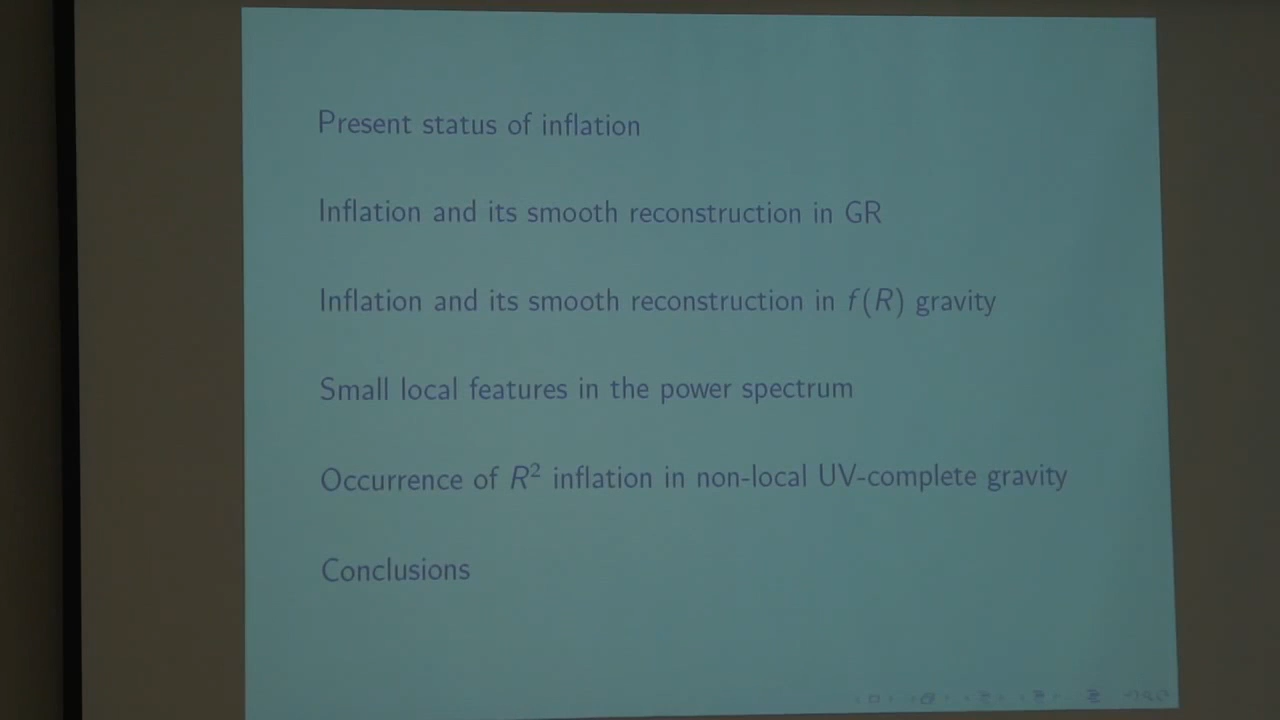 Present status of inflation
Inflation and its smooth reconstruction in GR
Inflation and its smooth reconstruction in f(R) gravity
Small local features in the power spectrum
Occurrence of R² inflation in non-local UV-complete gravity
Conclusions